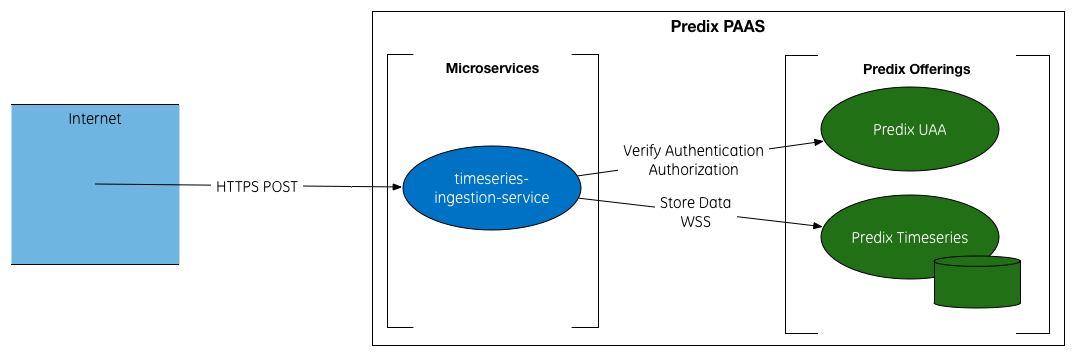 Predix PAAS
Microservices
Predix Offerings
Internet
Predix UAA
Verify Authentication
Authorization
HTTPS POST
timeseries-
ingestion-service
Store Data
WSS
Predix Timeseries